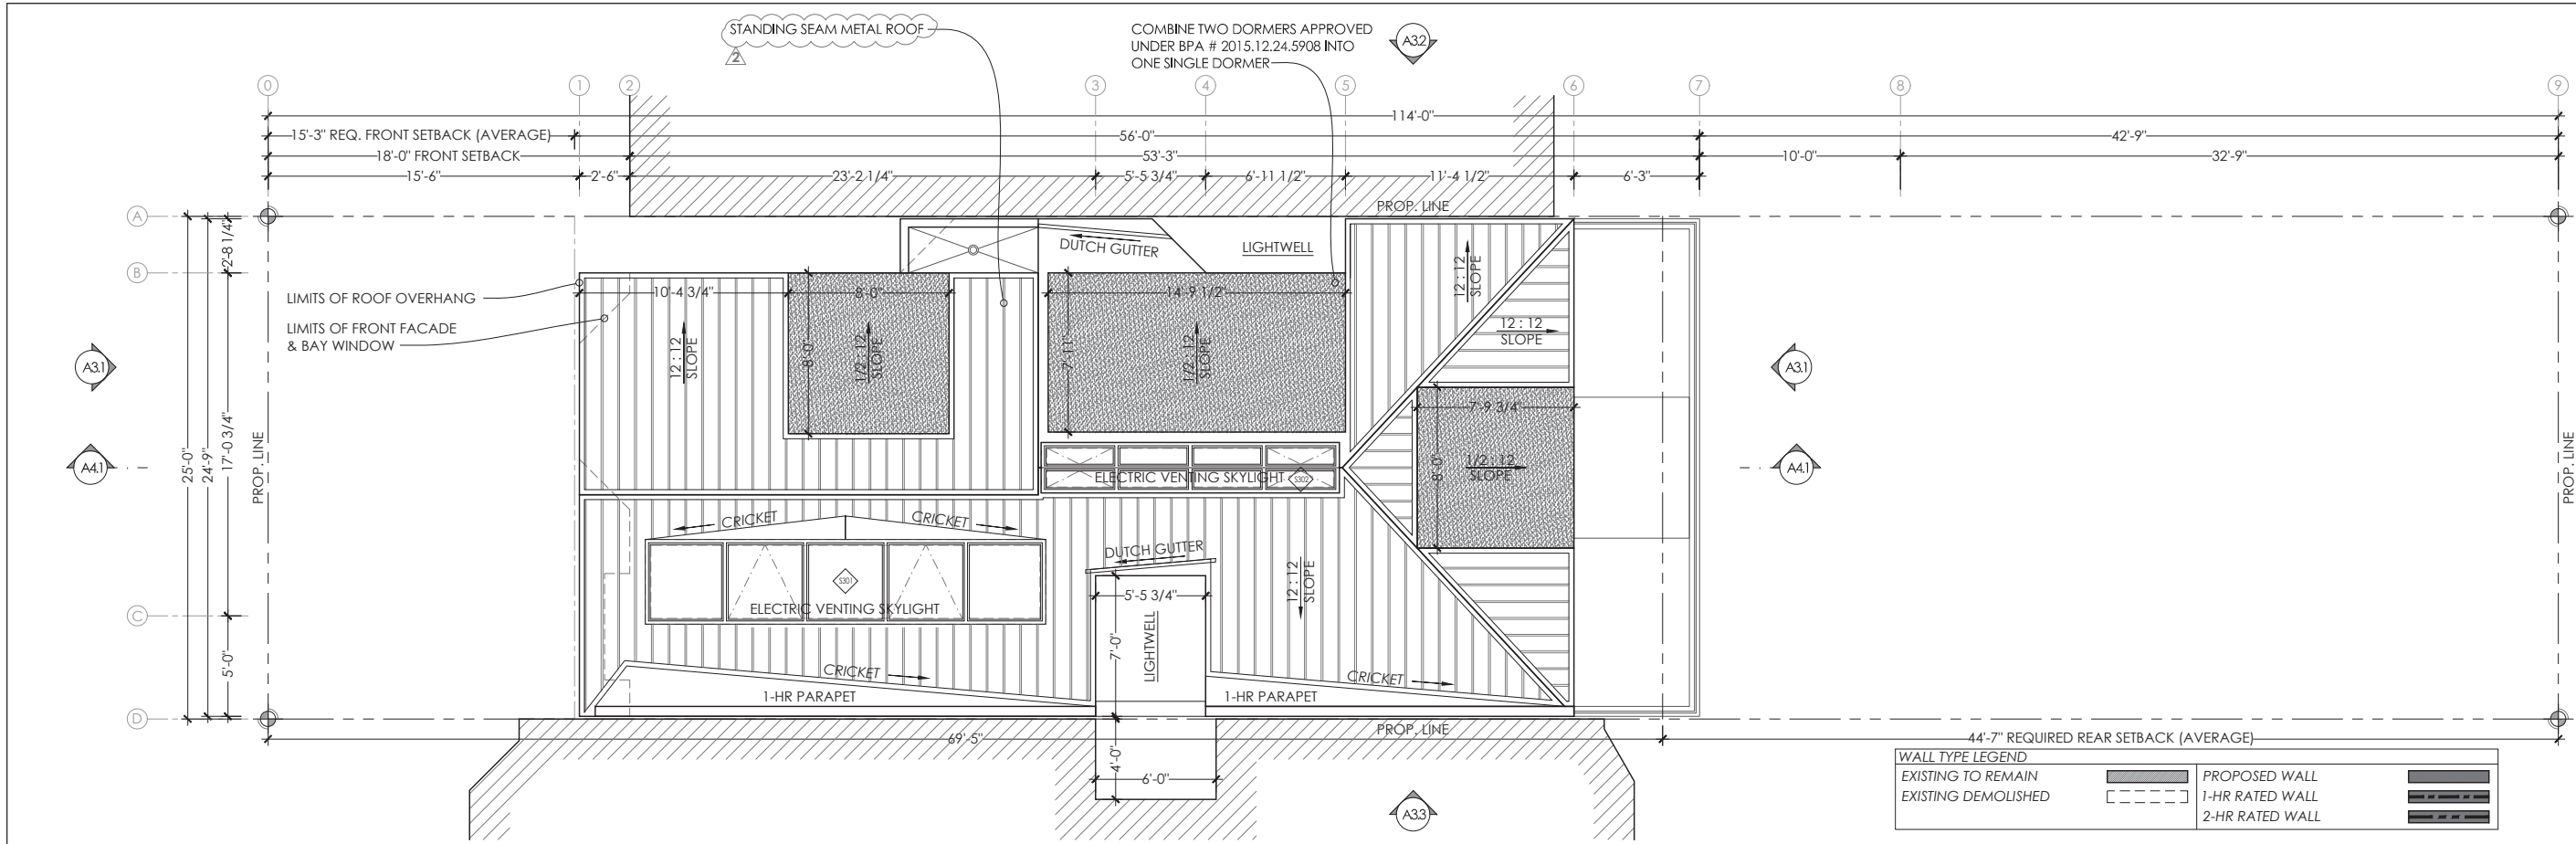 STANDING SEAM METAL ROOF
2
COMBINE TWO DORMERS APPROVED
UNDER BPA # 2015.12.24.5908 INTO
ONE SINGLE DORMER
A3.2
0
1
2
3
4
5
6
7
8
9
114'-0"
15'-3" REQ. FRONT SETBACK (AVERAGE)
56'-0"
42'-9"
18'-0" FRONT SETBACK
53'-3"
10'-0"
32'-9"
15'-6"
2'-6"
23'-2 1/4"
5'-5 3/4"
6'-11 1/2"
11'-4 1/2"
6'-3"
A
B
C
D
25'-0"
24'-9"
2'-8 1/4"
17'-0 3/4"
5'-0"
PROP. LINE
PROP. LINE
DUTCH GUTTER
LIGHTWELL
LIMITS OF ROOF OVERHANG
LIMITS OF FRONT FACADE
& BAY WINDOW
10'-4 3/4"
8'-0"
14'-9 1/2"
12 : 12
SLOPE
8'-0"
1/2 : 12
SLOPE
7'-11"
1/2 : 12
SLOPE
12 : 12
SLOPE
12 : 12
SLOPE
A3.1
A3.1
A4.1
A4.1
7'-9 3/4"
8'-0"
1/2 : 12
SLOPE
PROP. LINE
ELECTRIC VENTING SKYLIGHT
S302
CRICKET
CRICKET
S301
ELECTRIC VENTING SKYLIGHT
DUTCH GUTTER
5'-5 3/4"
7'-0"
LIGHTWELL
12 : 12
SLOPE
CRICKET
1-HR PARAPET
CRICKET
1-HR PARAPET
PROP. LINE
69'-5"
44'-7" REQUIRED REAR SETBACK (AVERAGE)
4'-0"
6'-0"
A3.3
WALL TYPE LEGEND
EXISTING TO REMAIN
EXISTING DEMOLISHED
PROPOSED WALL
1-HR RATED WALL
2-HR RATED WALL